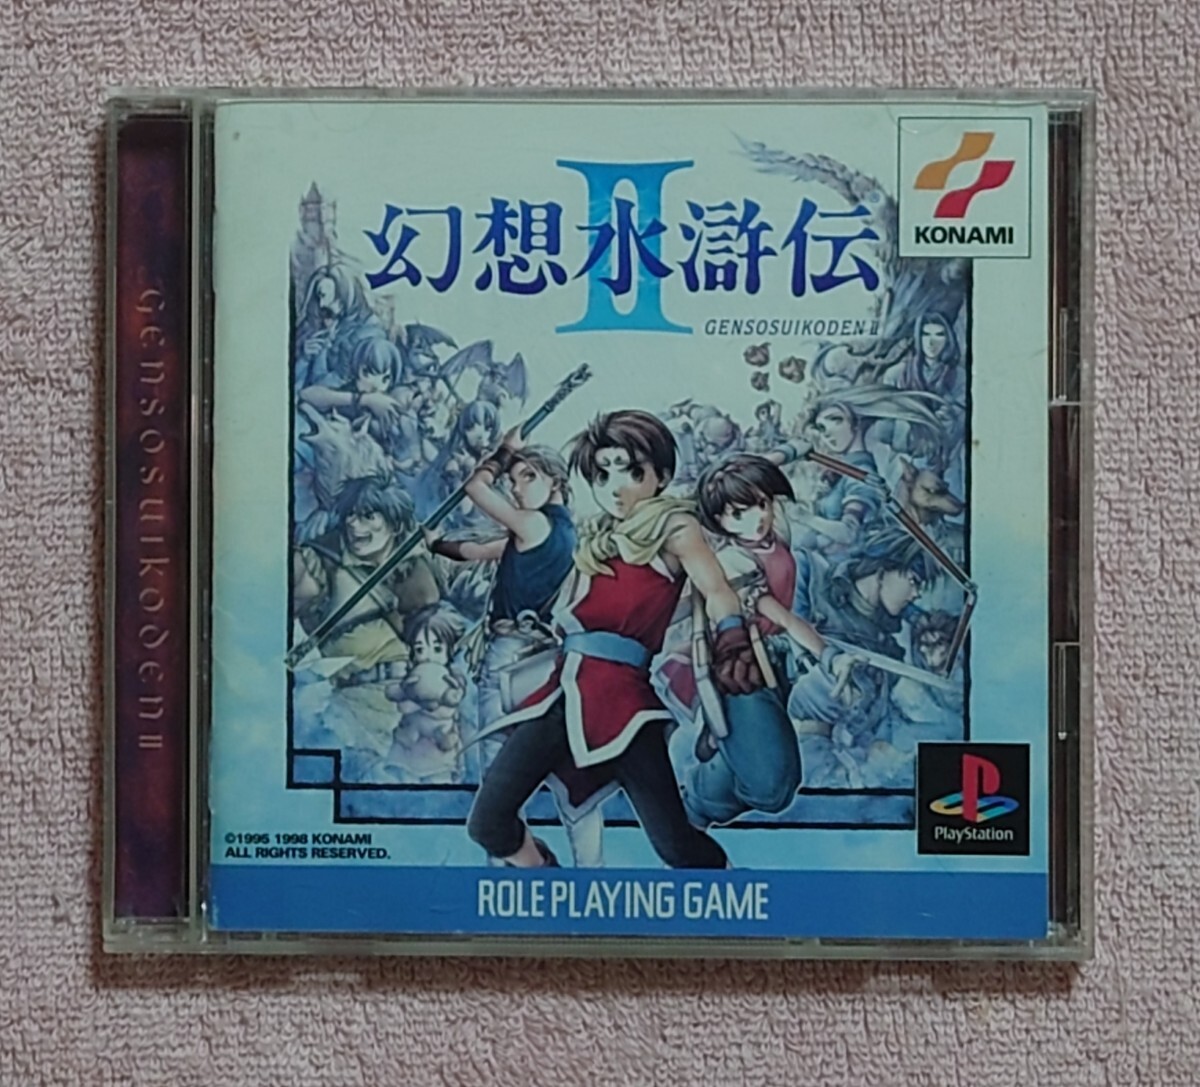 Gensosuikoden II
II
幻想水滸伝
GENSOSUIKODEN II
KONAMI
PlayStation
©1995 1998 KONAMI
ALL RIGHTS RESERVED.
ROLE PLAYING GAME